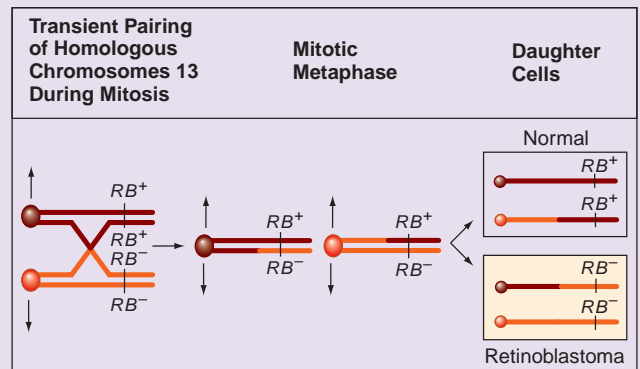 Transient Pairing
of Homologous
Chromosomes 13
During Mitosis
Mitotic
Metaphase
Daughter
Cells
Normal
RB+
RB+
RB−
RB−
RB+
RB−
RB+
RB−
RB+
RB+
RB−
RB−
Retinoblastoma